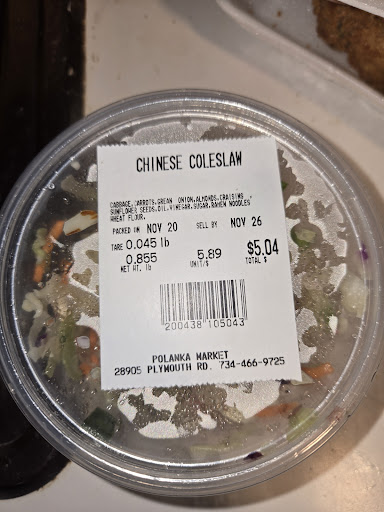 CHINESE COLESLAW
CABBAGE,CARROTS,GREAN ONION,ALMONDS,CRAISINS ,
SUNFLOWER SEEDS,OIL,VINEGAR,SUGAR,RAMEN NOODLES
WHEAT FLOUR.
PACKED ON NOV 20 SELL BY NOV 26
TARE 0.045 lb
0.855 5.89 $5.04
NET WT. lb UNIT/$ TOTAL $
200438 105043
POLANKA MARKET
28905 PLYMOUTH RD. 734-466-9725